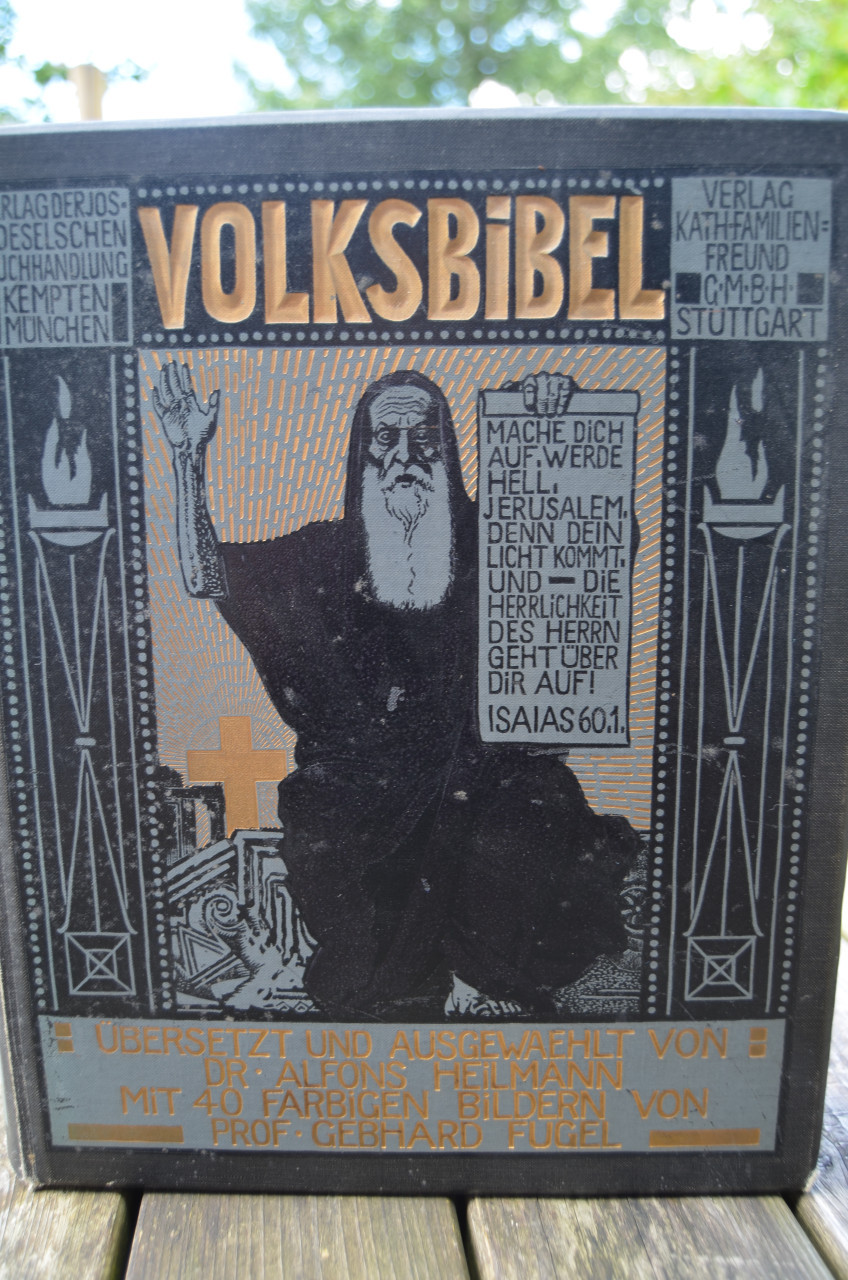 RLAG DER JOS.
OESELSCHEN
UCHHANDLUNG
KEMPTEN
MÜNCHEN
VOLKSBiBEL
VERLAG
KATH-FAMILIEN=
FREUND
G·M·B·H·
STUTTGART
MACHE DiCH
AUF, WERDE
HELL,
JERUSALEM,
DENN DEiN
LiCHT KOMMT,
UND — DiE
HERRLiCHKEiT
DES HERRN
GEHT ÜBER
DiR AUF!
ISAIAS 60.1.
ÜBERSETZT UND AUSGEWAEHLT VON
DR· ALFONS HEiLMANN
MiT 40 FARBIGEN BiLDERN VON
PROF· GEBHARD FUGEL